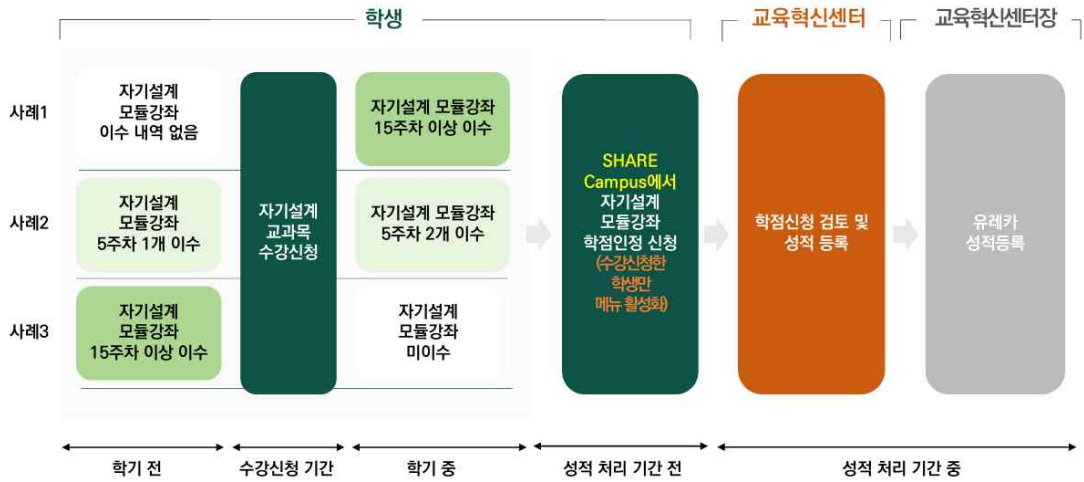 학생
교육혁신센터
교육혁신센터장
사례1
자기설계
모듈강좌
이수 내역 없음
자기설계 모듈강좌
15주차 이상 이수
사례2
자기설계
모듈강좌
5주차 1개 이수
자기설계
교과목
수강신청
자기설계 모듈강좌
5주차 2개 이수
사례3
자기설계
모듈강좌
15주차 이상 이수
자기설계
모듈강좌
미이수
SHARE
Campus에서
자기설계
모듈강좌
학점인정 신청
(수강신청한
학생만
메뉴 활성화)
학점신청 검토 및
성적 등록
유레카
성적등록
학기 전
수강신청 기간
학기 중
성적 처리 기간 전
성적 처리 기간 중